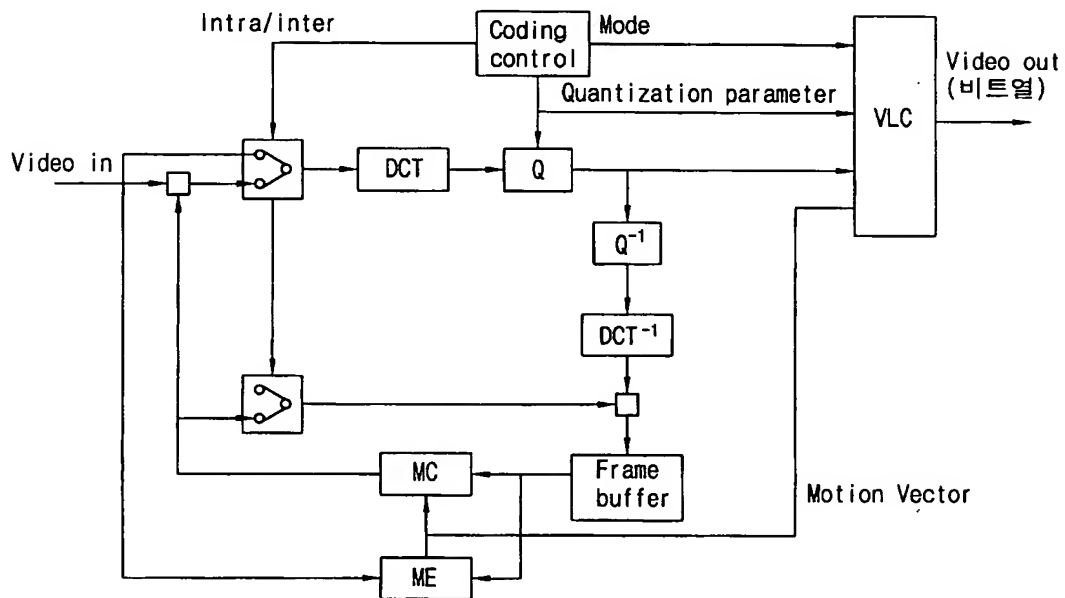 Intra/inter
Coding
control
Mode
Video out
(비트열)
Quantization parameter
VLC
Video in
DCT
Q
Q⁻¹
DCT⁻¹
MC
Frame
buffer
Motion Vector
ME